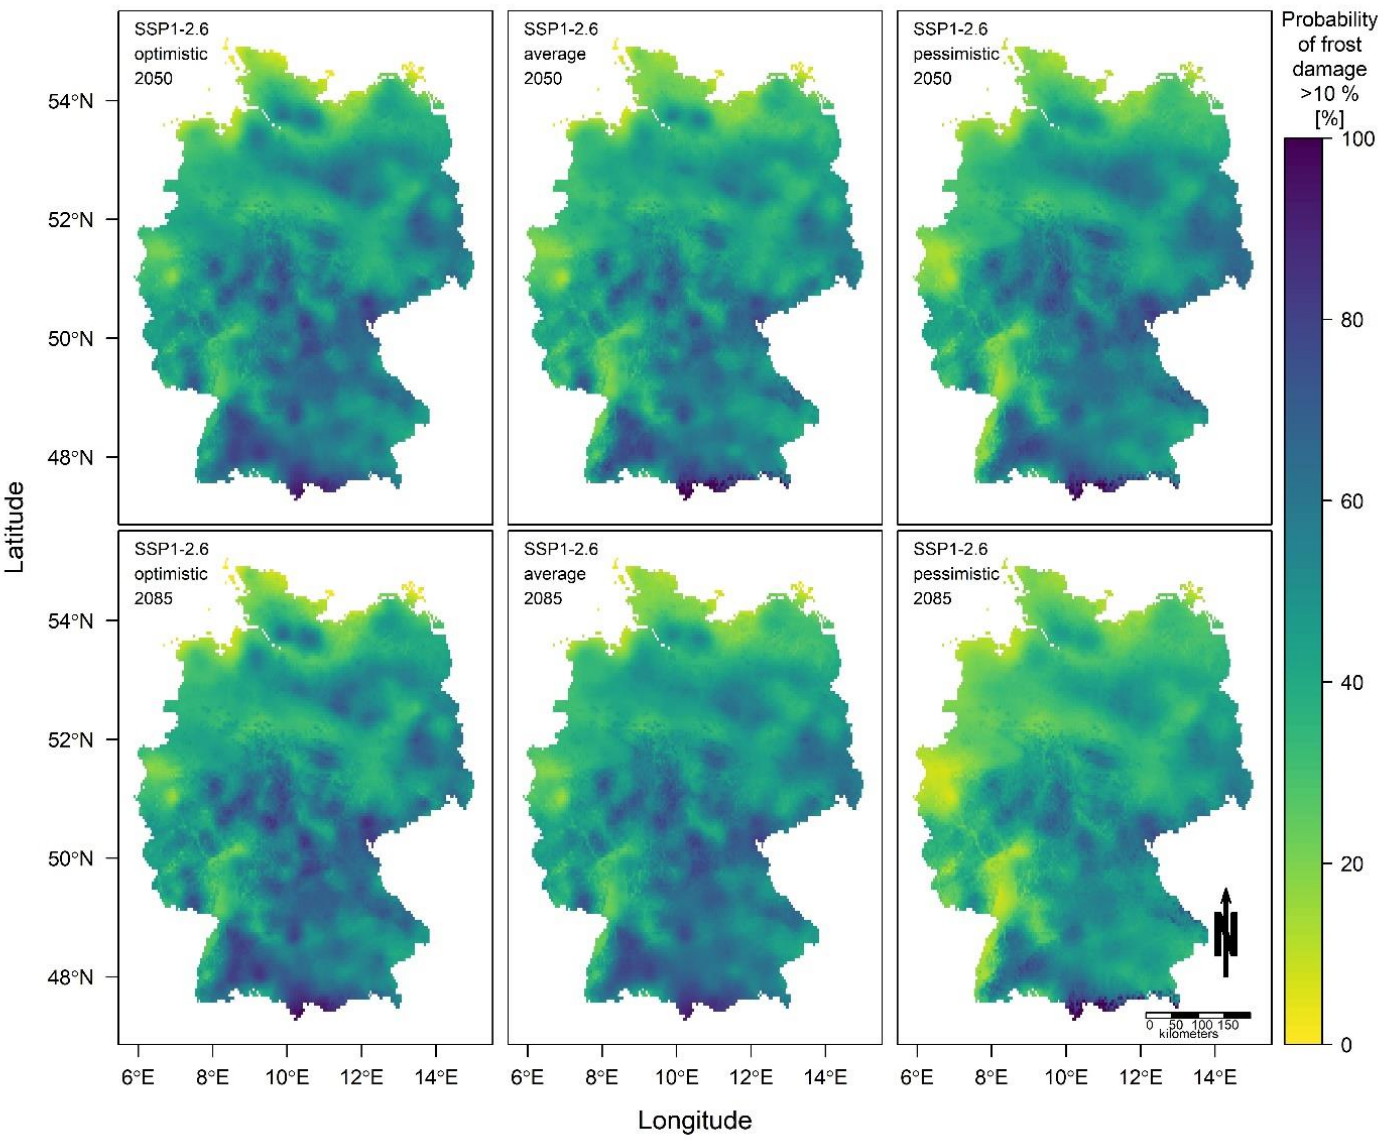 SSP1-2.6
optimistic
2050
SSP1-2.6
average
2050
SSP1-2.6
pessimistic
2050
Probability
of frost
damage
>10 %
[%]
100
80
60
40
20
0
54°N
52°N
50°N
48°N
Latitude
SSP1-2.6
optimistic
2085
SSP1-2.6
average
2085
SSP1-2.6
pessimistic
2085
54°N
52°N
50°N
48°N
N
0 50 100 150
kilometers
6°E 8°E 10°E 12°E 14°E
6°E 8°E 10°E 12°E 14°E
6°E 8°E 10°E 12°E 14°E
Longitude